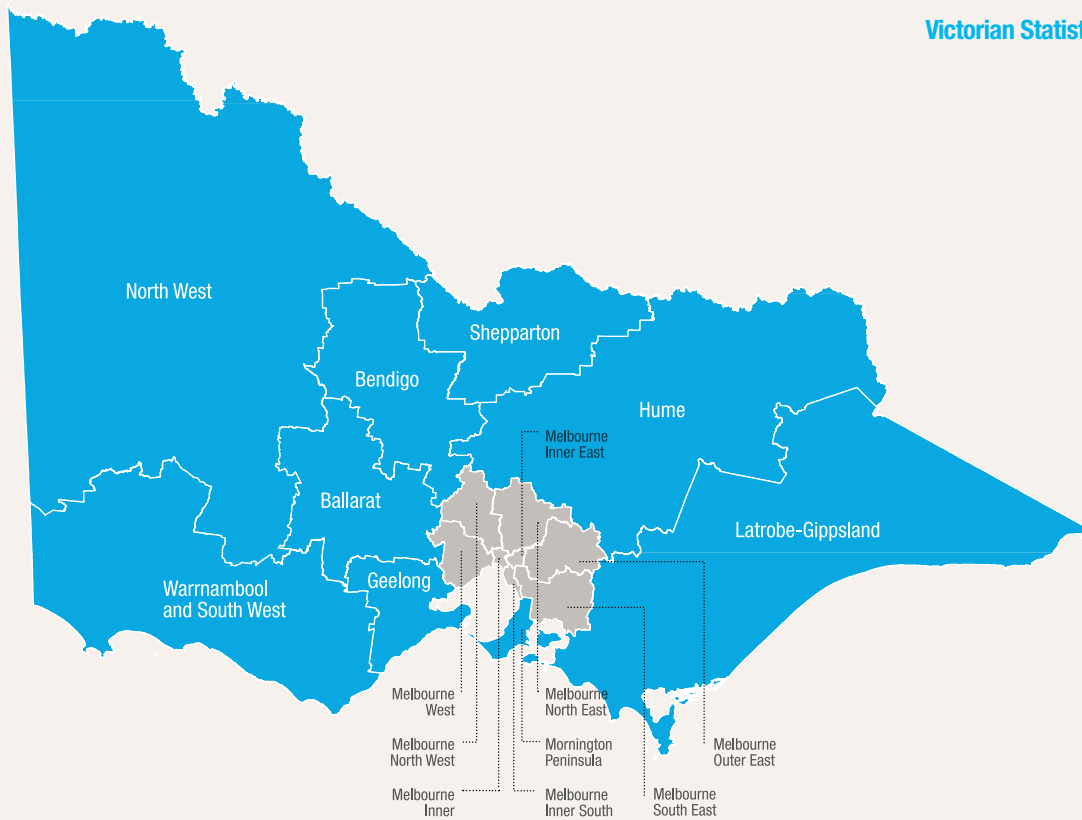 Victorian Statist
North West
Shepparton
Bendigo
Hume
Melbourne
Inner East
Ballarat
Latrobe-Gippsland
Geelong
Warrnambool
and South West
Melbourne
West
Melbourne
North East
Melbourne
North West
Mornington
Peninsula
Melbourne
Outer East
Melbourne
Inner
Melbourne
Inner South
Melbourne
South East